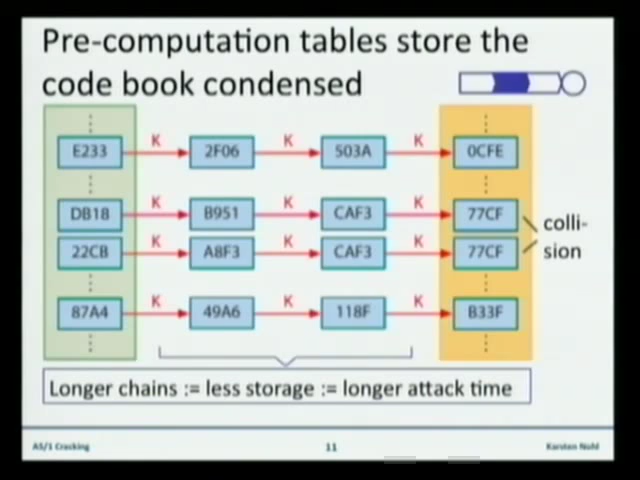 Pre-computation tables store the
code book condensed
E233 K 2F06 K 503A K 0CFE
DB18 K B951 K CAF3 K 77CF
22CB K A8F3 K CAF3 K 77CF
colli-
sion
87A4 K 49A6 K 118F K B33F
Longer chains := less storage := longer attack time
A5/1 Cracking 11 Karsten Nohl